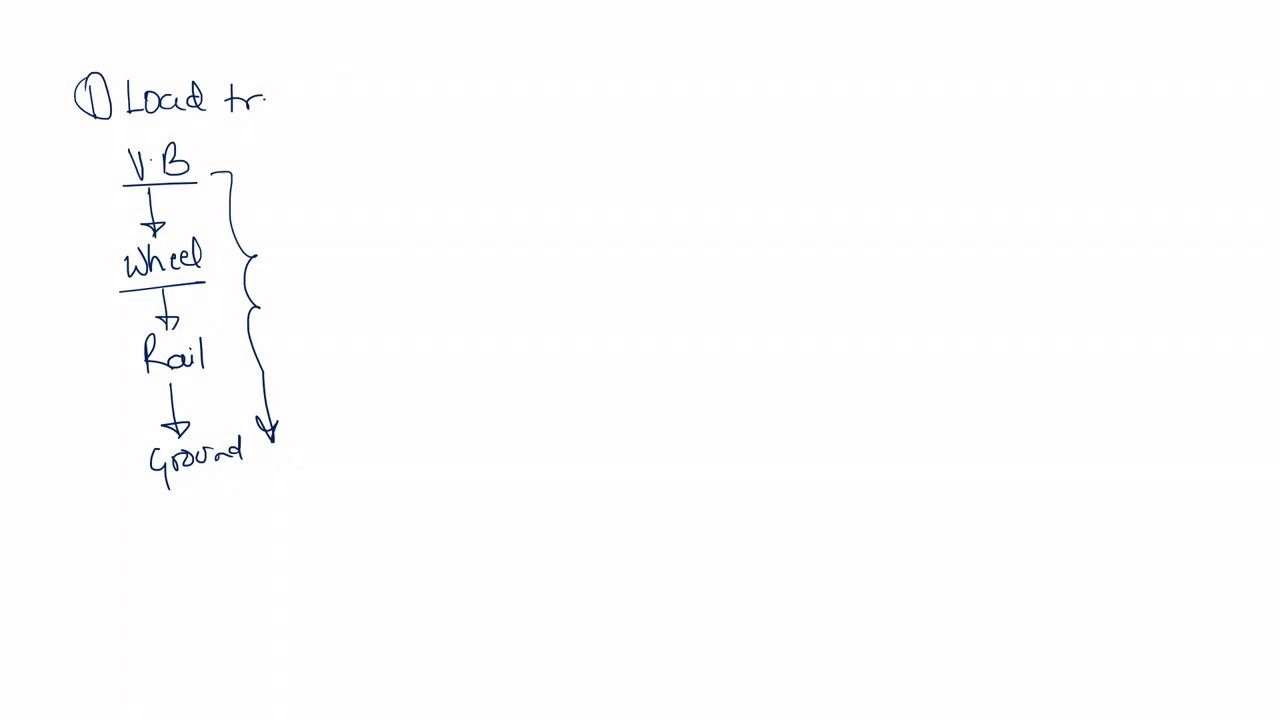 ① Load tr.
V.B
Wheel
Rail
Ground